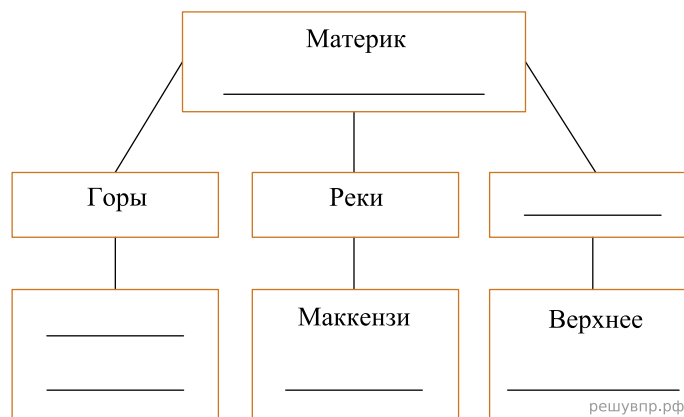 Материк
Горы
Реки
Маккензи
Верхнее
решувпр.рф